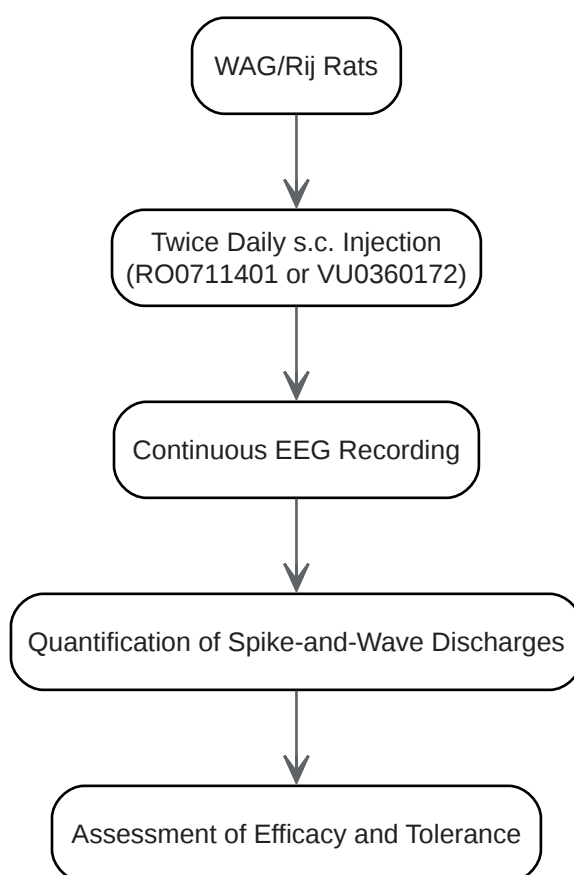 WAG/Rij Rats
Twice Daily s.c. Injection
(RO0711401 or VU0360172)
Continuous EEG Recording
Quantification of Spike-and-Wave Discharges
Assessment of Efficacy and Tolerance